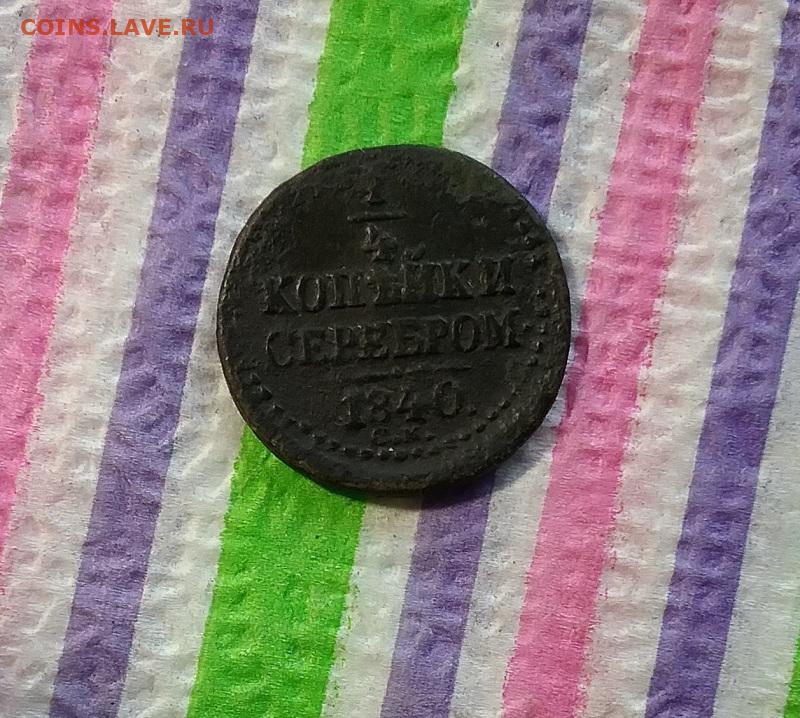 COINS.LAVE.RU
1
4
КОПѢЙКИ
СЕРЕБРОМ
1840.
С.П.